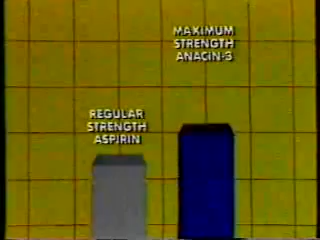 MAXIMUM
STRENGTH
ANACIN-3
REGULAR
STRENGTH
ASPIRIN